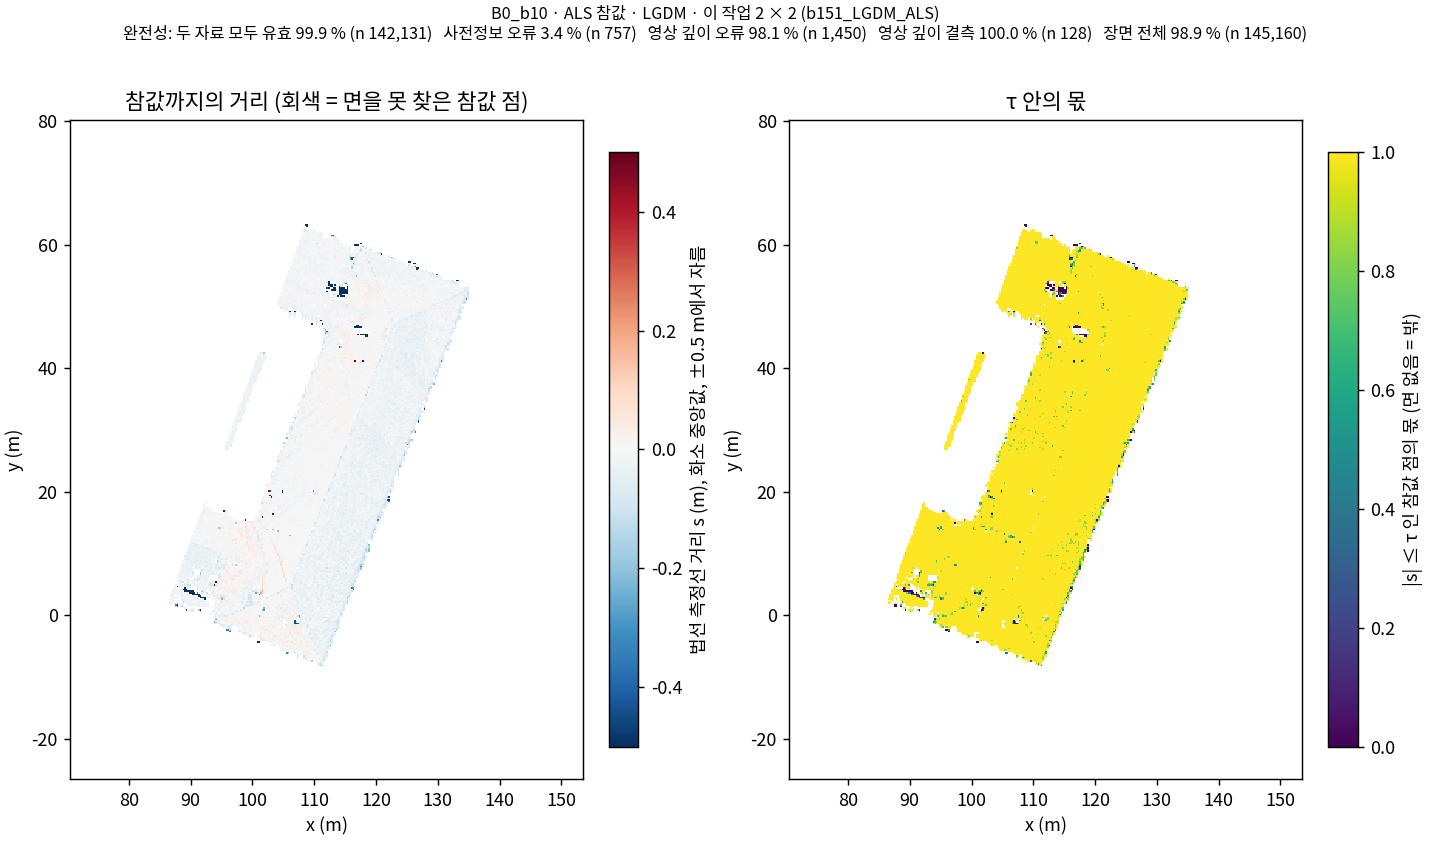 B0_b10 · ALS 참값 · LGDM · 이 작업 2 × 2 (b151_LGDM_ALS)
완전성: 두 자료 모두 유효 99.9 % (n 142,131)   사전정보 오류 3.4 % (n 757)   영상 깊이 오류 98.1 % (n 1,450)   영상 깊이 결측 100.0 % (n 128)   장면 전체 98.9 % (n 145,160)
참값까지의 거리 (회색 = 면을 못 찾은 참값 점)
80
60
40
20
0
-20
y (m)
80 90 100 110 120 130 140 150
x (m)
0.4
0.2
0.0
-0.2
-0.4
법선 측정선 거리 s (m), 화소 중앙값, ±0.5 m에서 자름
τ 안의 몫
80
60
40
20
0
-20
y (m)
80 90 100 110 120 130 140 150
x (m)
1.0
0.8
0.6
0.4
0.2
0.0
|s| ≤ τ 인 참값 점의 몫 (면 없음 = 밖)